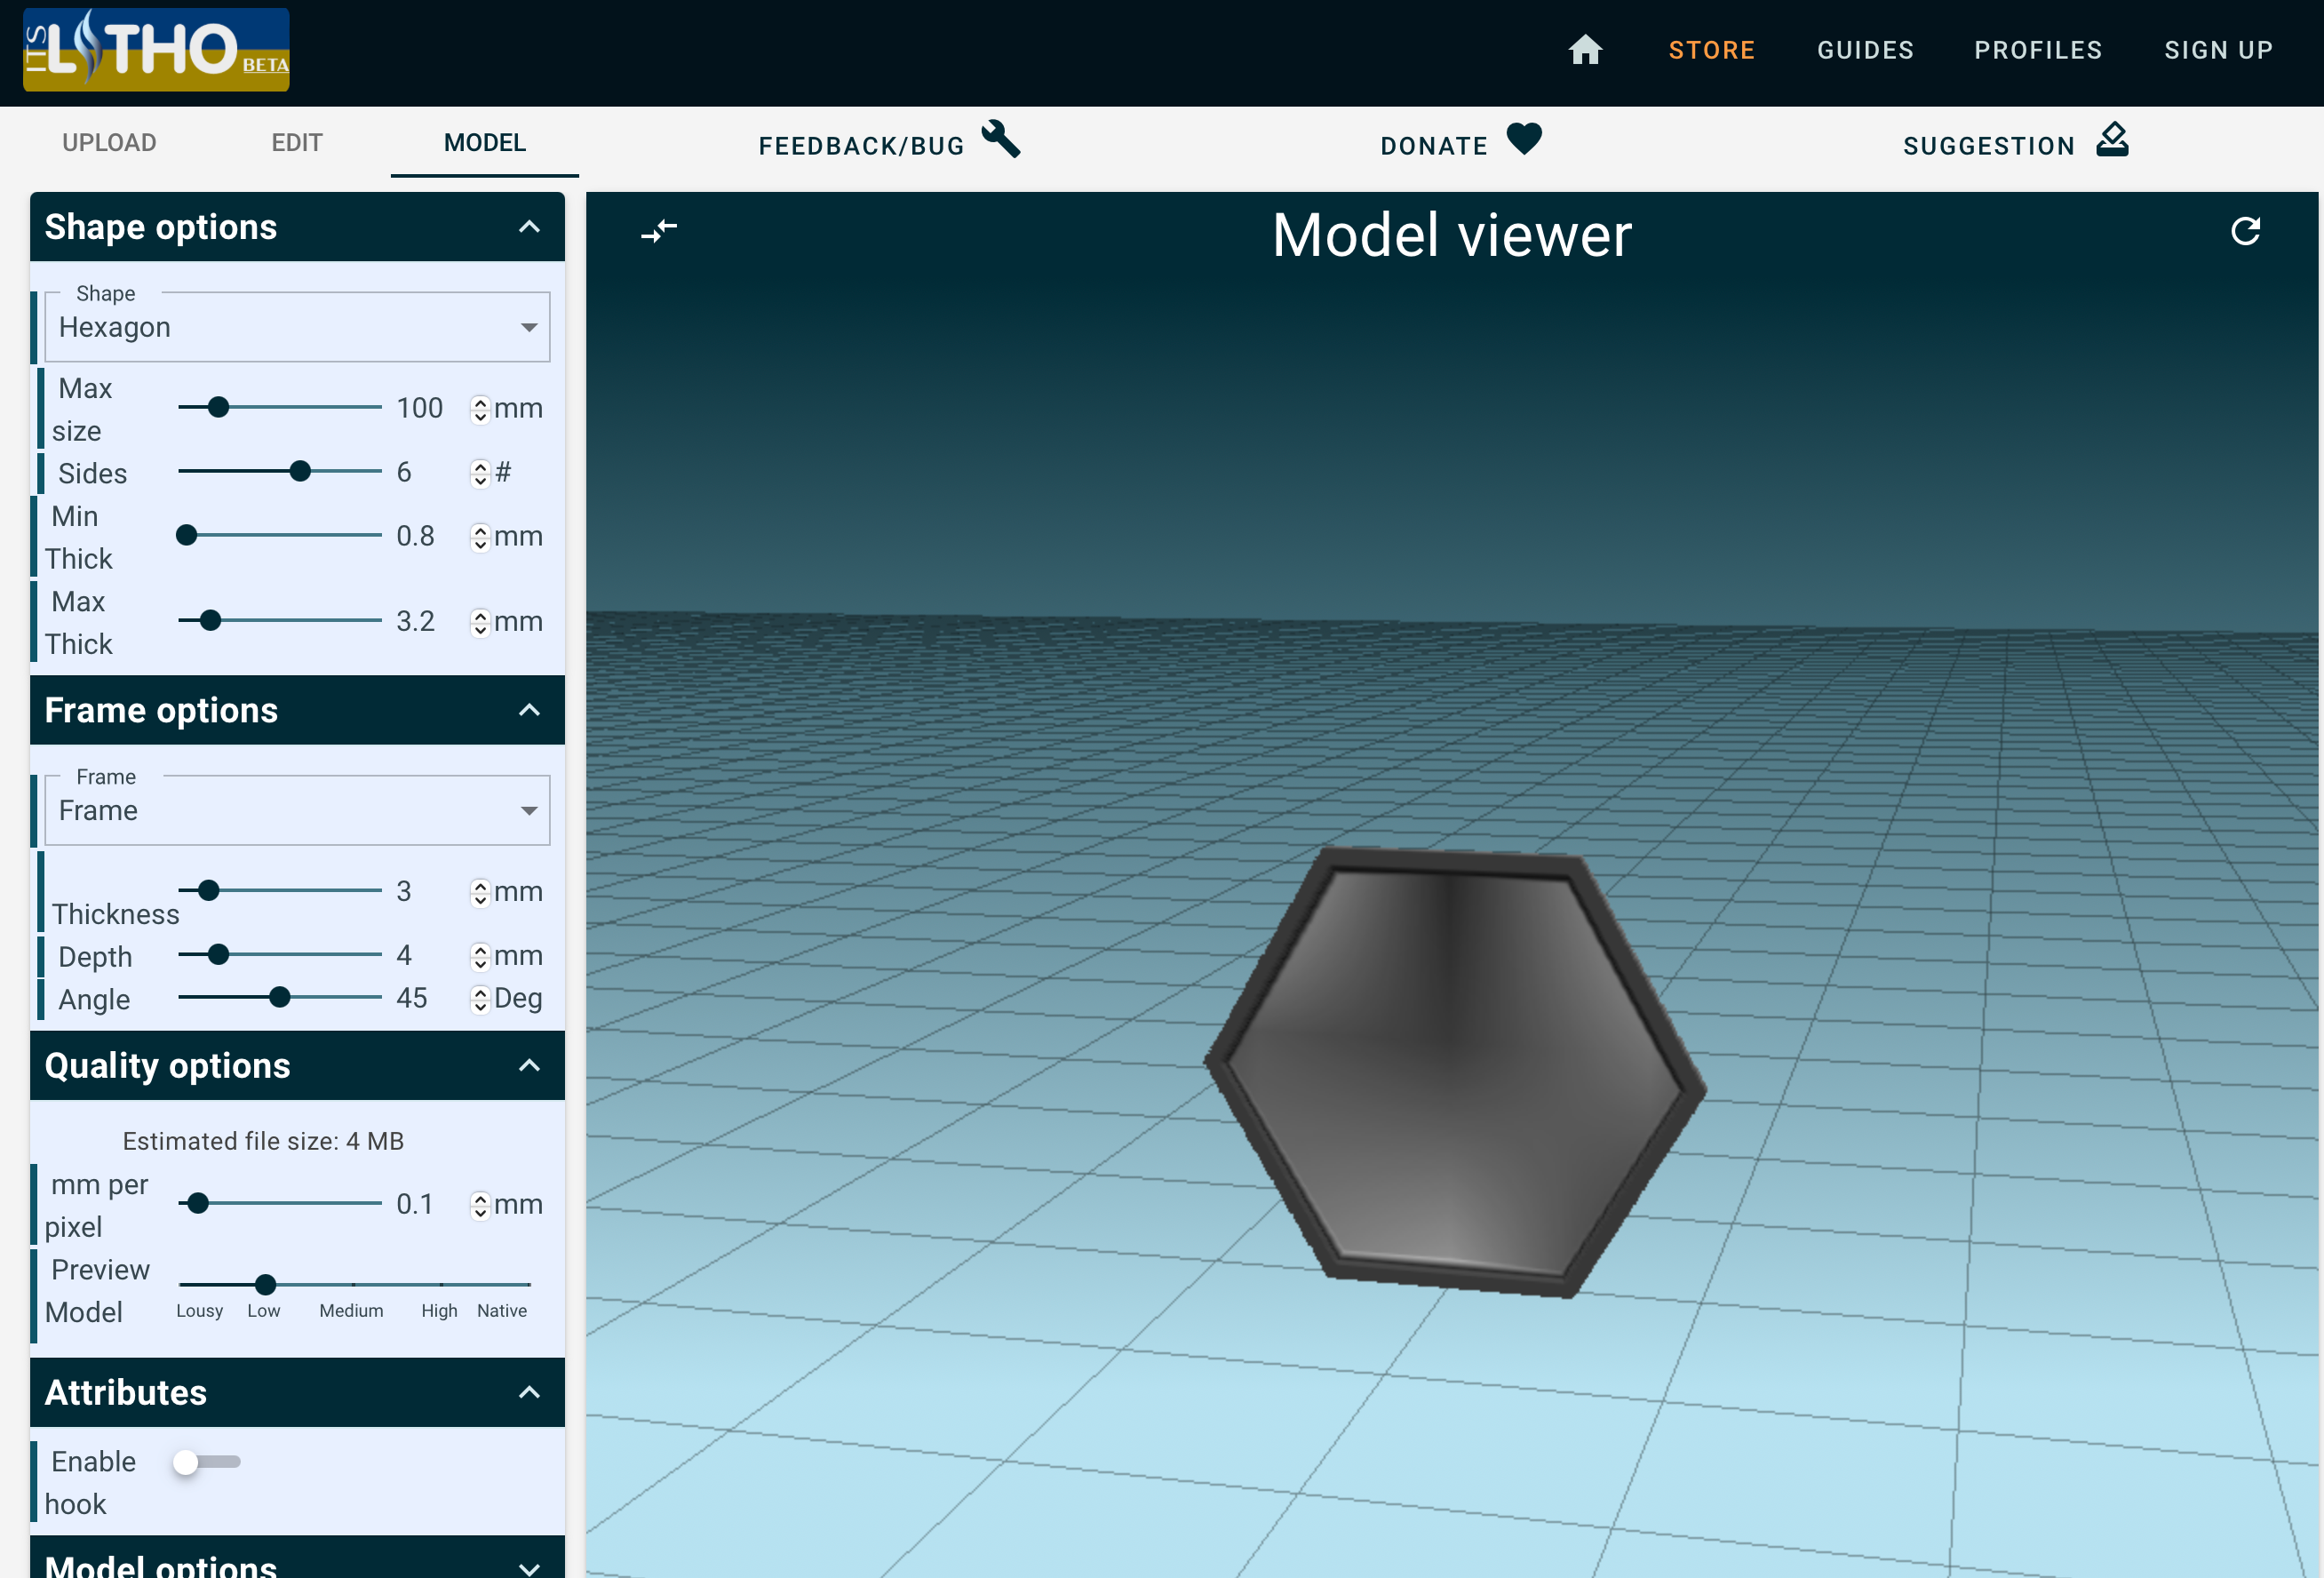 ITS LITHO BETA
STORE GUIDES PROFILES SIGN UP
UPLOAD EDIT MODEL FEEDBACK/BUG DONATE SUGGESTION
Shape options
Shape
Hexagon
Max size 100 mm
Sides 6 #
Min Thick 0.8 mm
Max Thick 3.2 mm
Frame options
Frame
Frame
Thickness 3 mm
Depth 4 mm
Angle 45 Deg
Quality options
Estimated file size: 4 MB
mm per pixel 0.1 mm
Preview Model
Lousy Low Medium High Native
Attributes
Enable hook
Model options
Model viewer